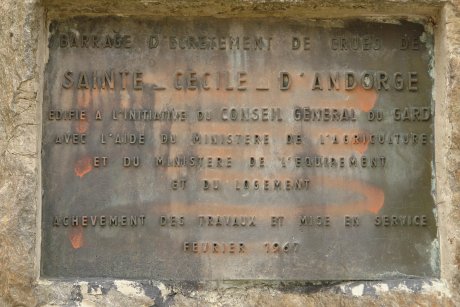 BARRAGE D'ECRETEMENT DE CRUES DE
SAINTE_CECILE_D'ANDORGE
EDIFIE A L'INITIATIVE DU CONSEIL GENERAL DU GARD
AVEC L'AIDE DU MINISTERE DE L'AGRICULTURE
ET DU MINISTERE DE L'EQUIPEMENT
ET DU LOGEMENT
ACHEVEMENT DES TRAVAUX ET MISE EN SERVICE
FEVRIER 1967